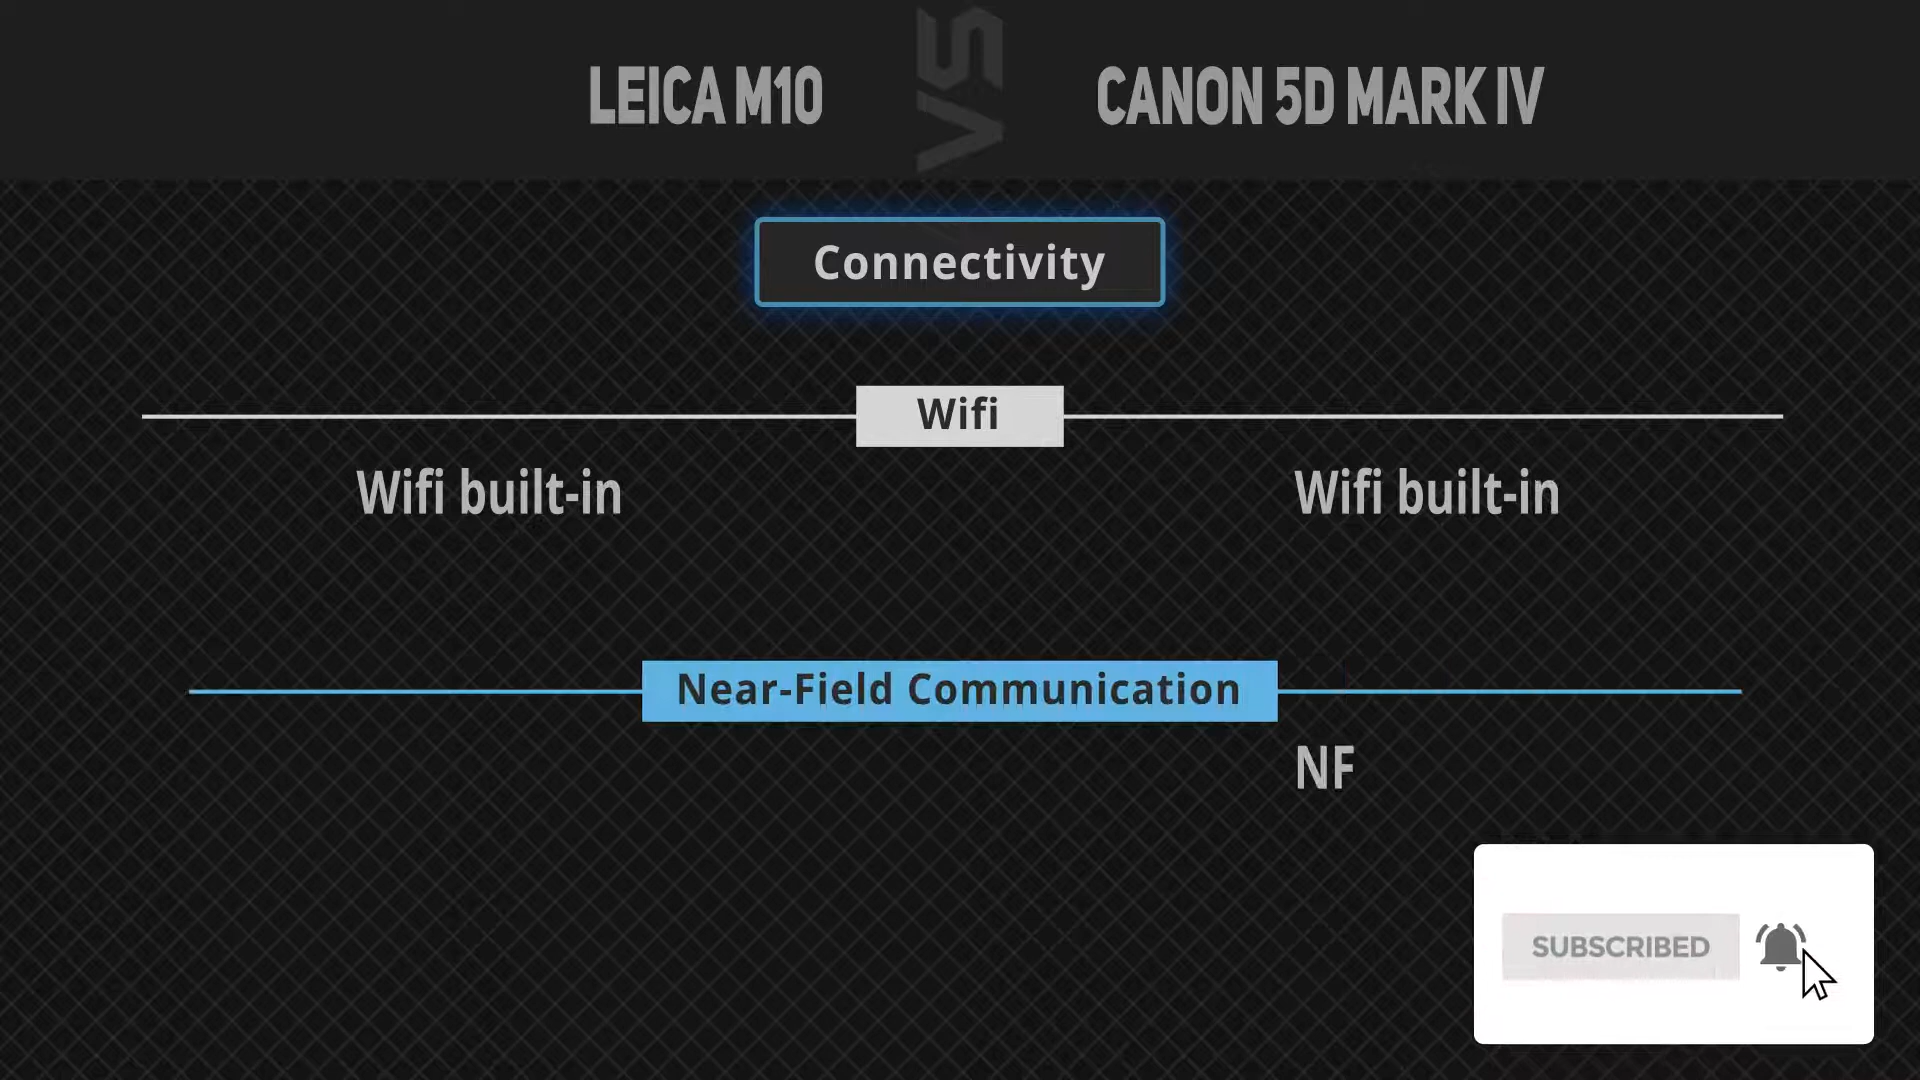 LEICA M10 VS CANON 5D MARK IV
Connectivity
Wifi
Wifi built-in Wifi built-in
Near-Field Communication
NF
SUBSCRIBED